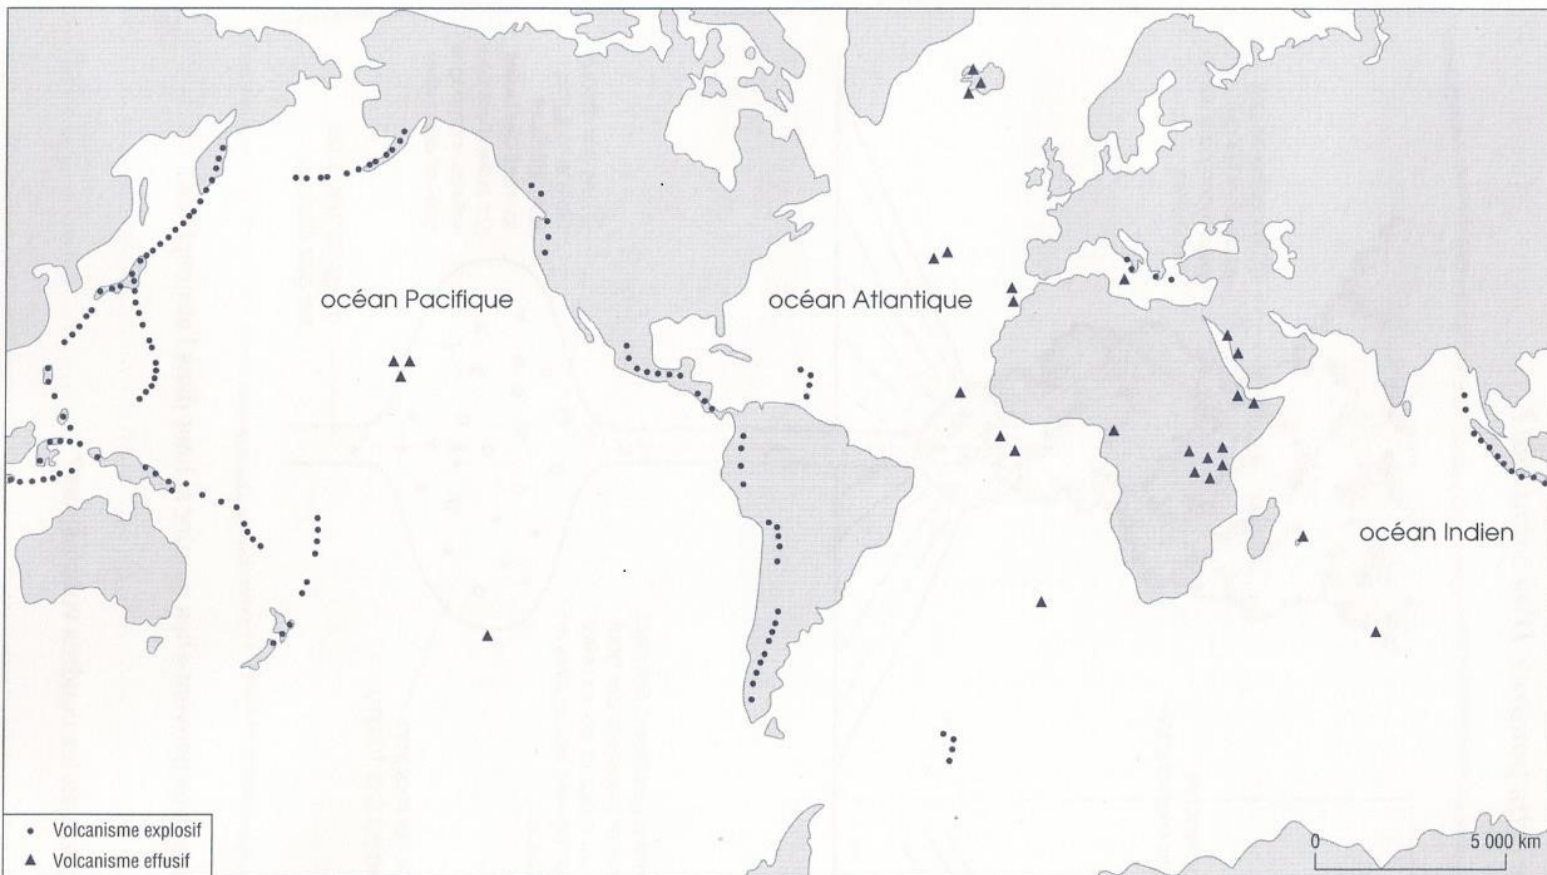 océan Pacifique
océan Atlantique
océan Indien
Volcanisme explosif
Volcanisme effusif
0 5 000 km